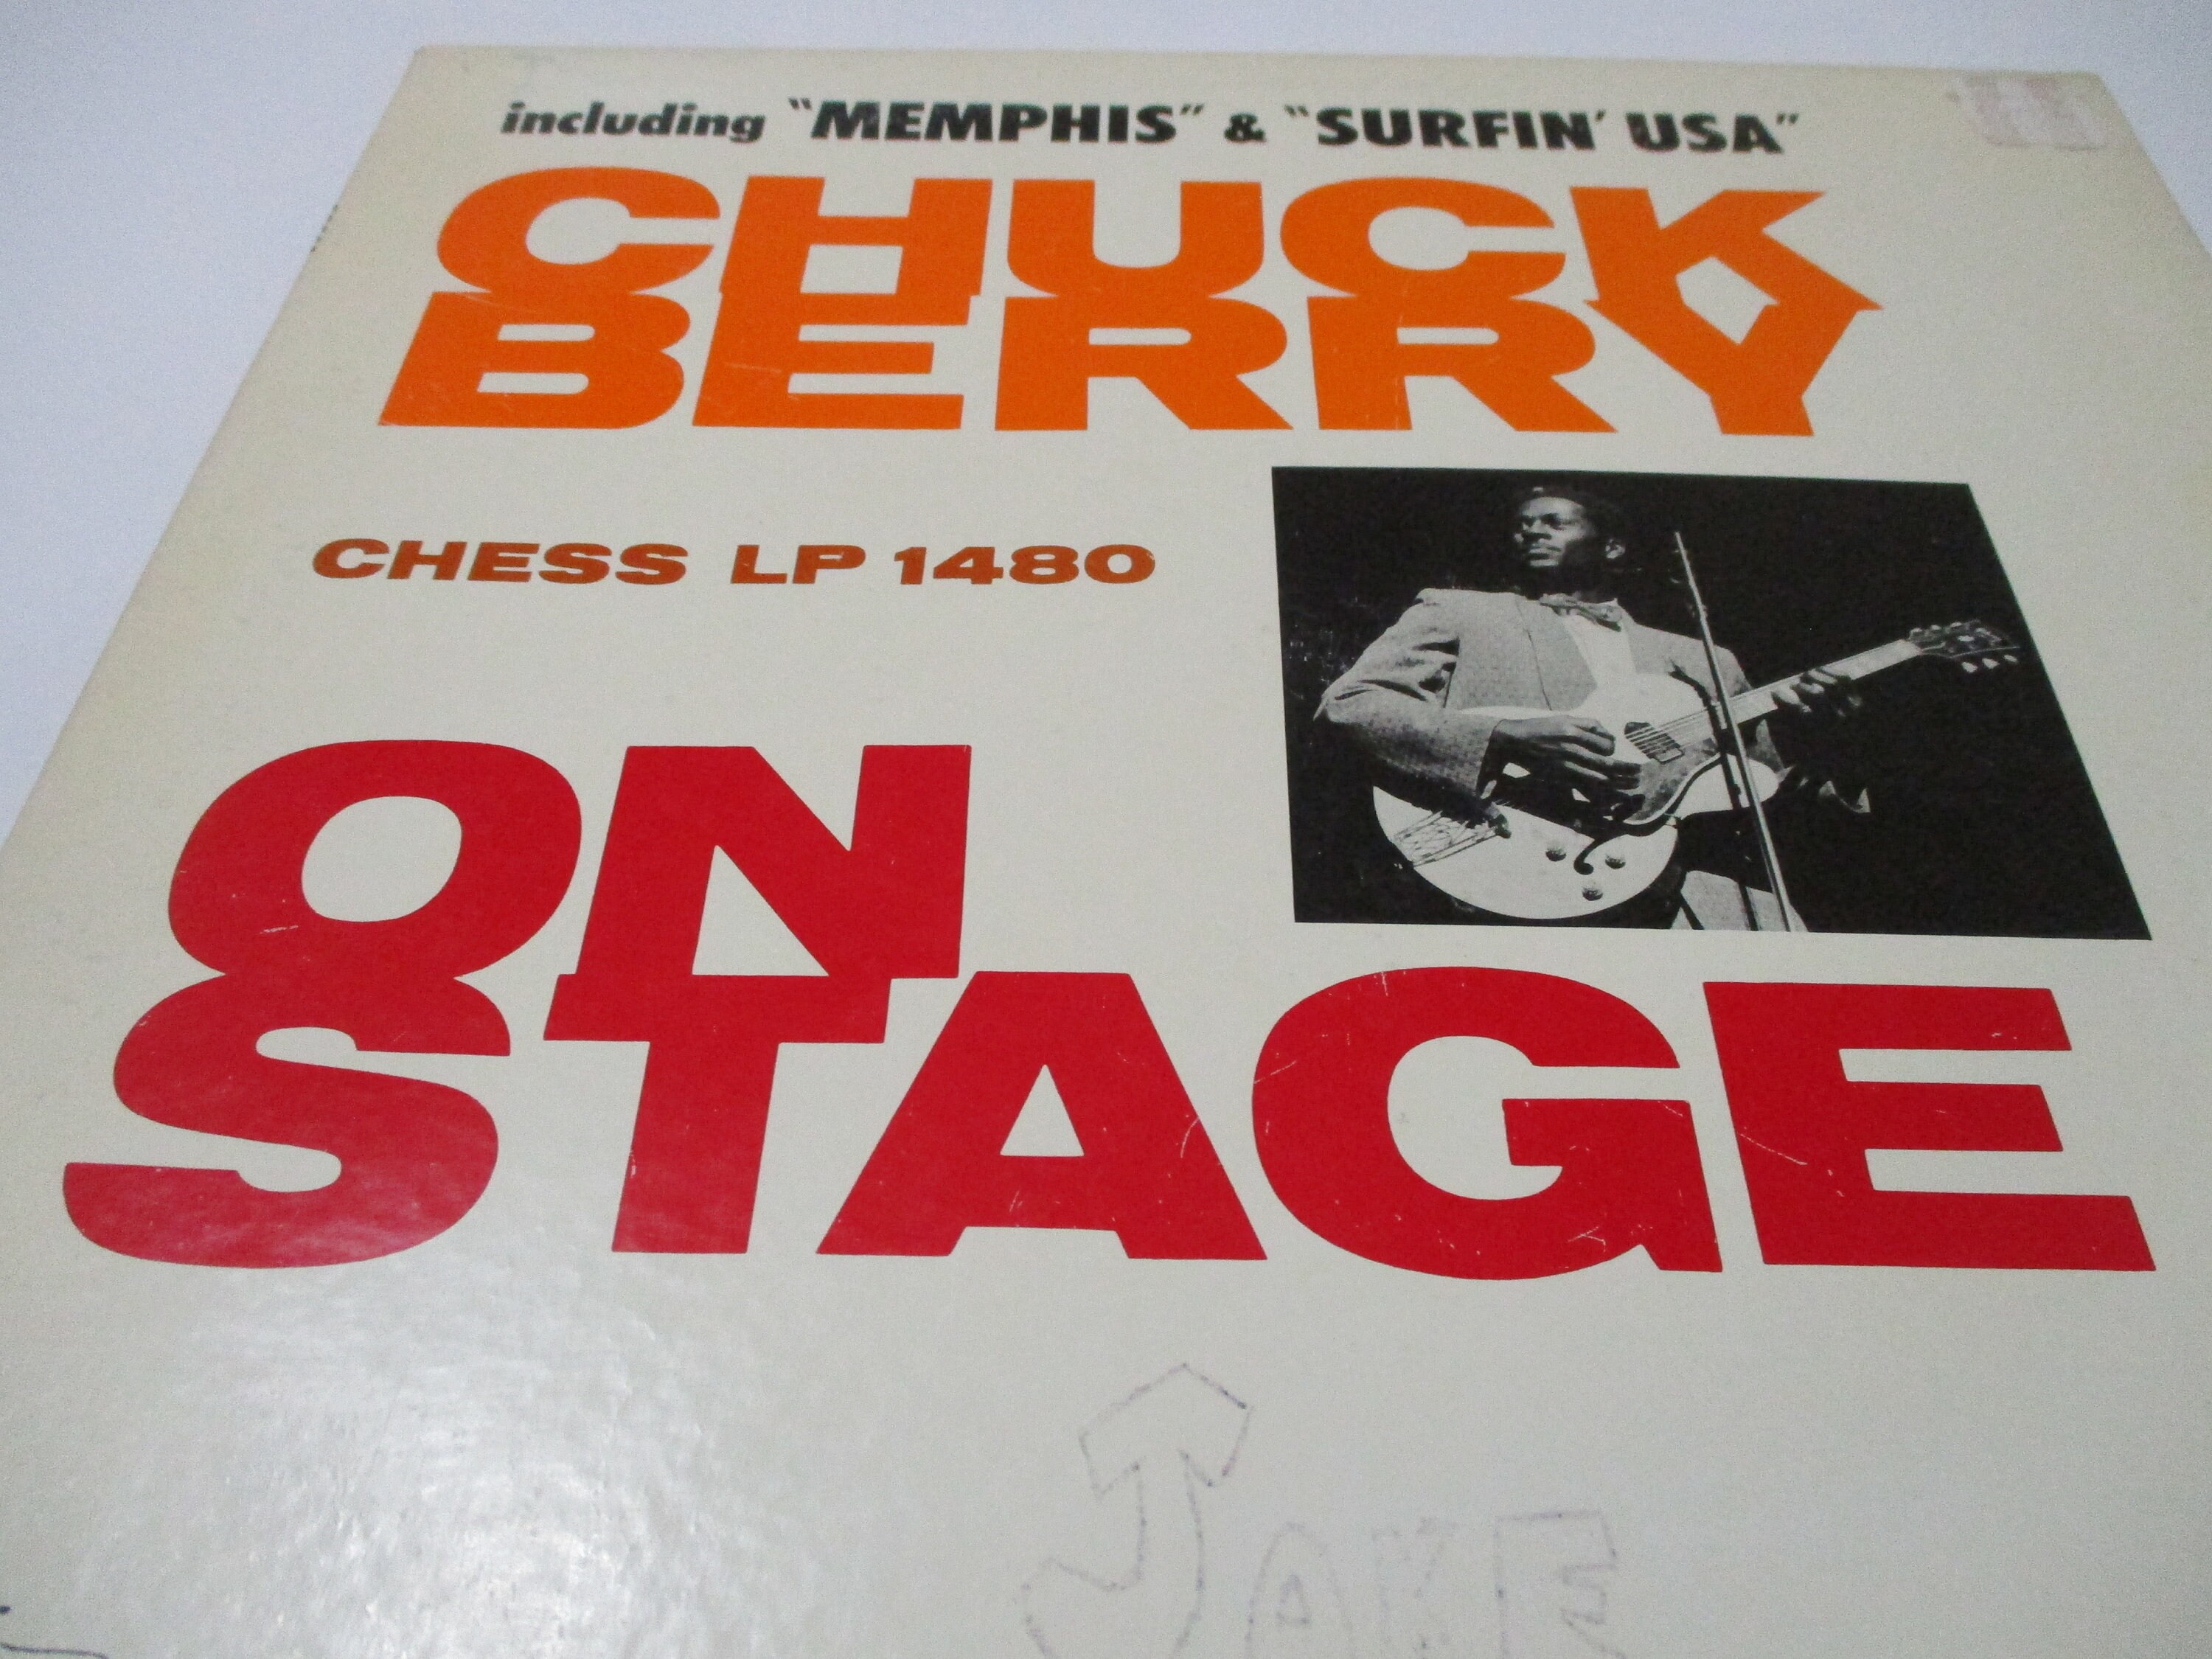 including "MEMPHIS" & "SURFIN' USA"
CHUCK
BERRY
CHESS LP 1480
ON
STAGE
JAKE